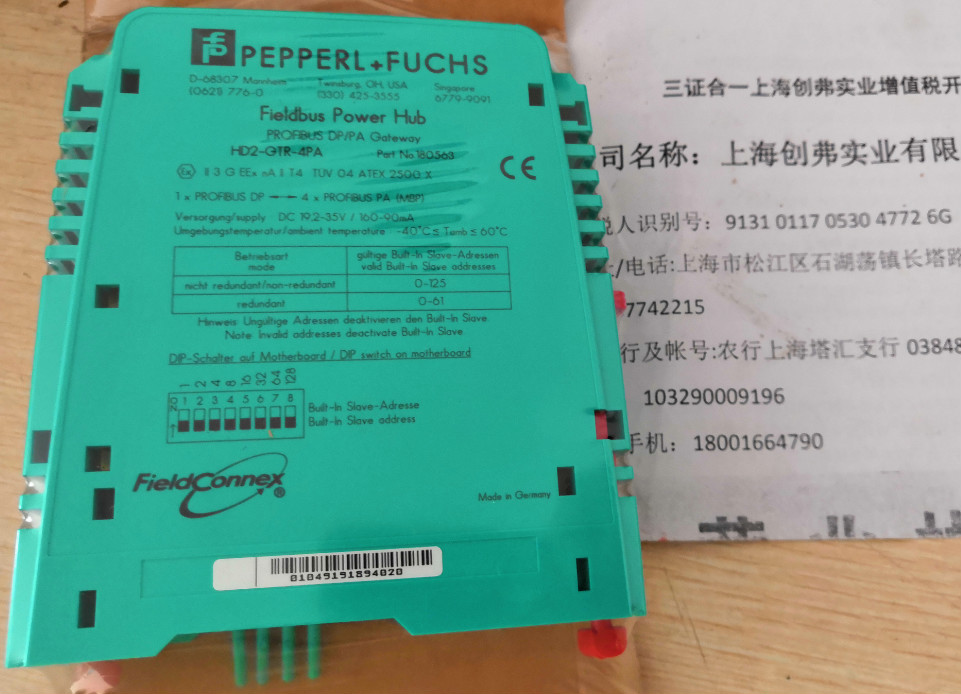 PEPPERL+FUCHS
D-68307 Mannheim
(0621) 776-0
Twinsburg, OH, USA
(330) 425-3555
Singapore
6779-9091
Fieldbus Power Hub
PROFIBUS DP/PA Gateway
HD2-GTR-4PA Part No.180563
Ex II 3 G EEx nA II T4 TÜV 04 ATEX 2500 X
CE
1 x PROFIBUS DP ←→ 4 x PROFIBUS PA (MBP)
Versorgung/supply DC 19.2-35V / 160-90mA
Umgebungstemperatur/ambient temperature -40°C ≤ Tamb ≤ 60°C
Betriebsart
mode
gültige Built-In Slave-Adressen
valid Built-In Slave addresses
nicht redundant/non-redundant 0-125
redundant 0-61
Hinweis: Ungültige Adressen deaktivieren den Built-In Slave
Note: Invalid addresses deactivate Built-In Slave
DIP-Schalter auf Motherboard / DIP switch on motherboard
1 2 4 8 16 32 64 128
ON 1 2 3 4 5 6 7 8
Built-In Slave-Adresse
Built-In Slave address
FieldConnex®
Made in Germany
01049191894020
三证合一上海创弗实业增值税开
司名称：上海创弗实业有限
税人识别号：9131 0117 0530 4772 6G
/电话:上海市松江区石湖荡镇长塔路
7742215
行及帐号:农行上海塔汇支行 03848
103290009196
手机：18001664790